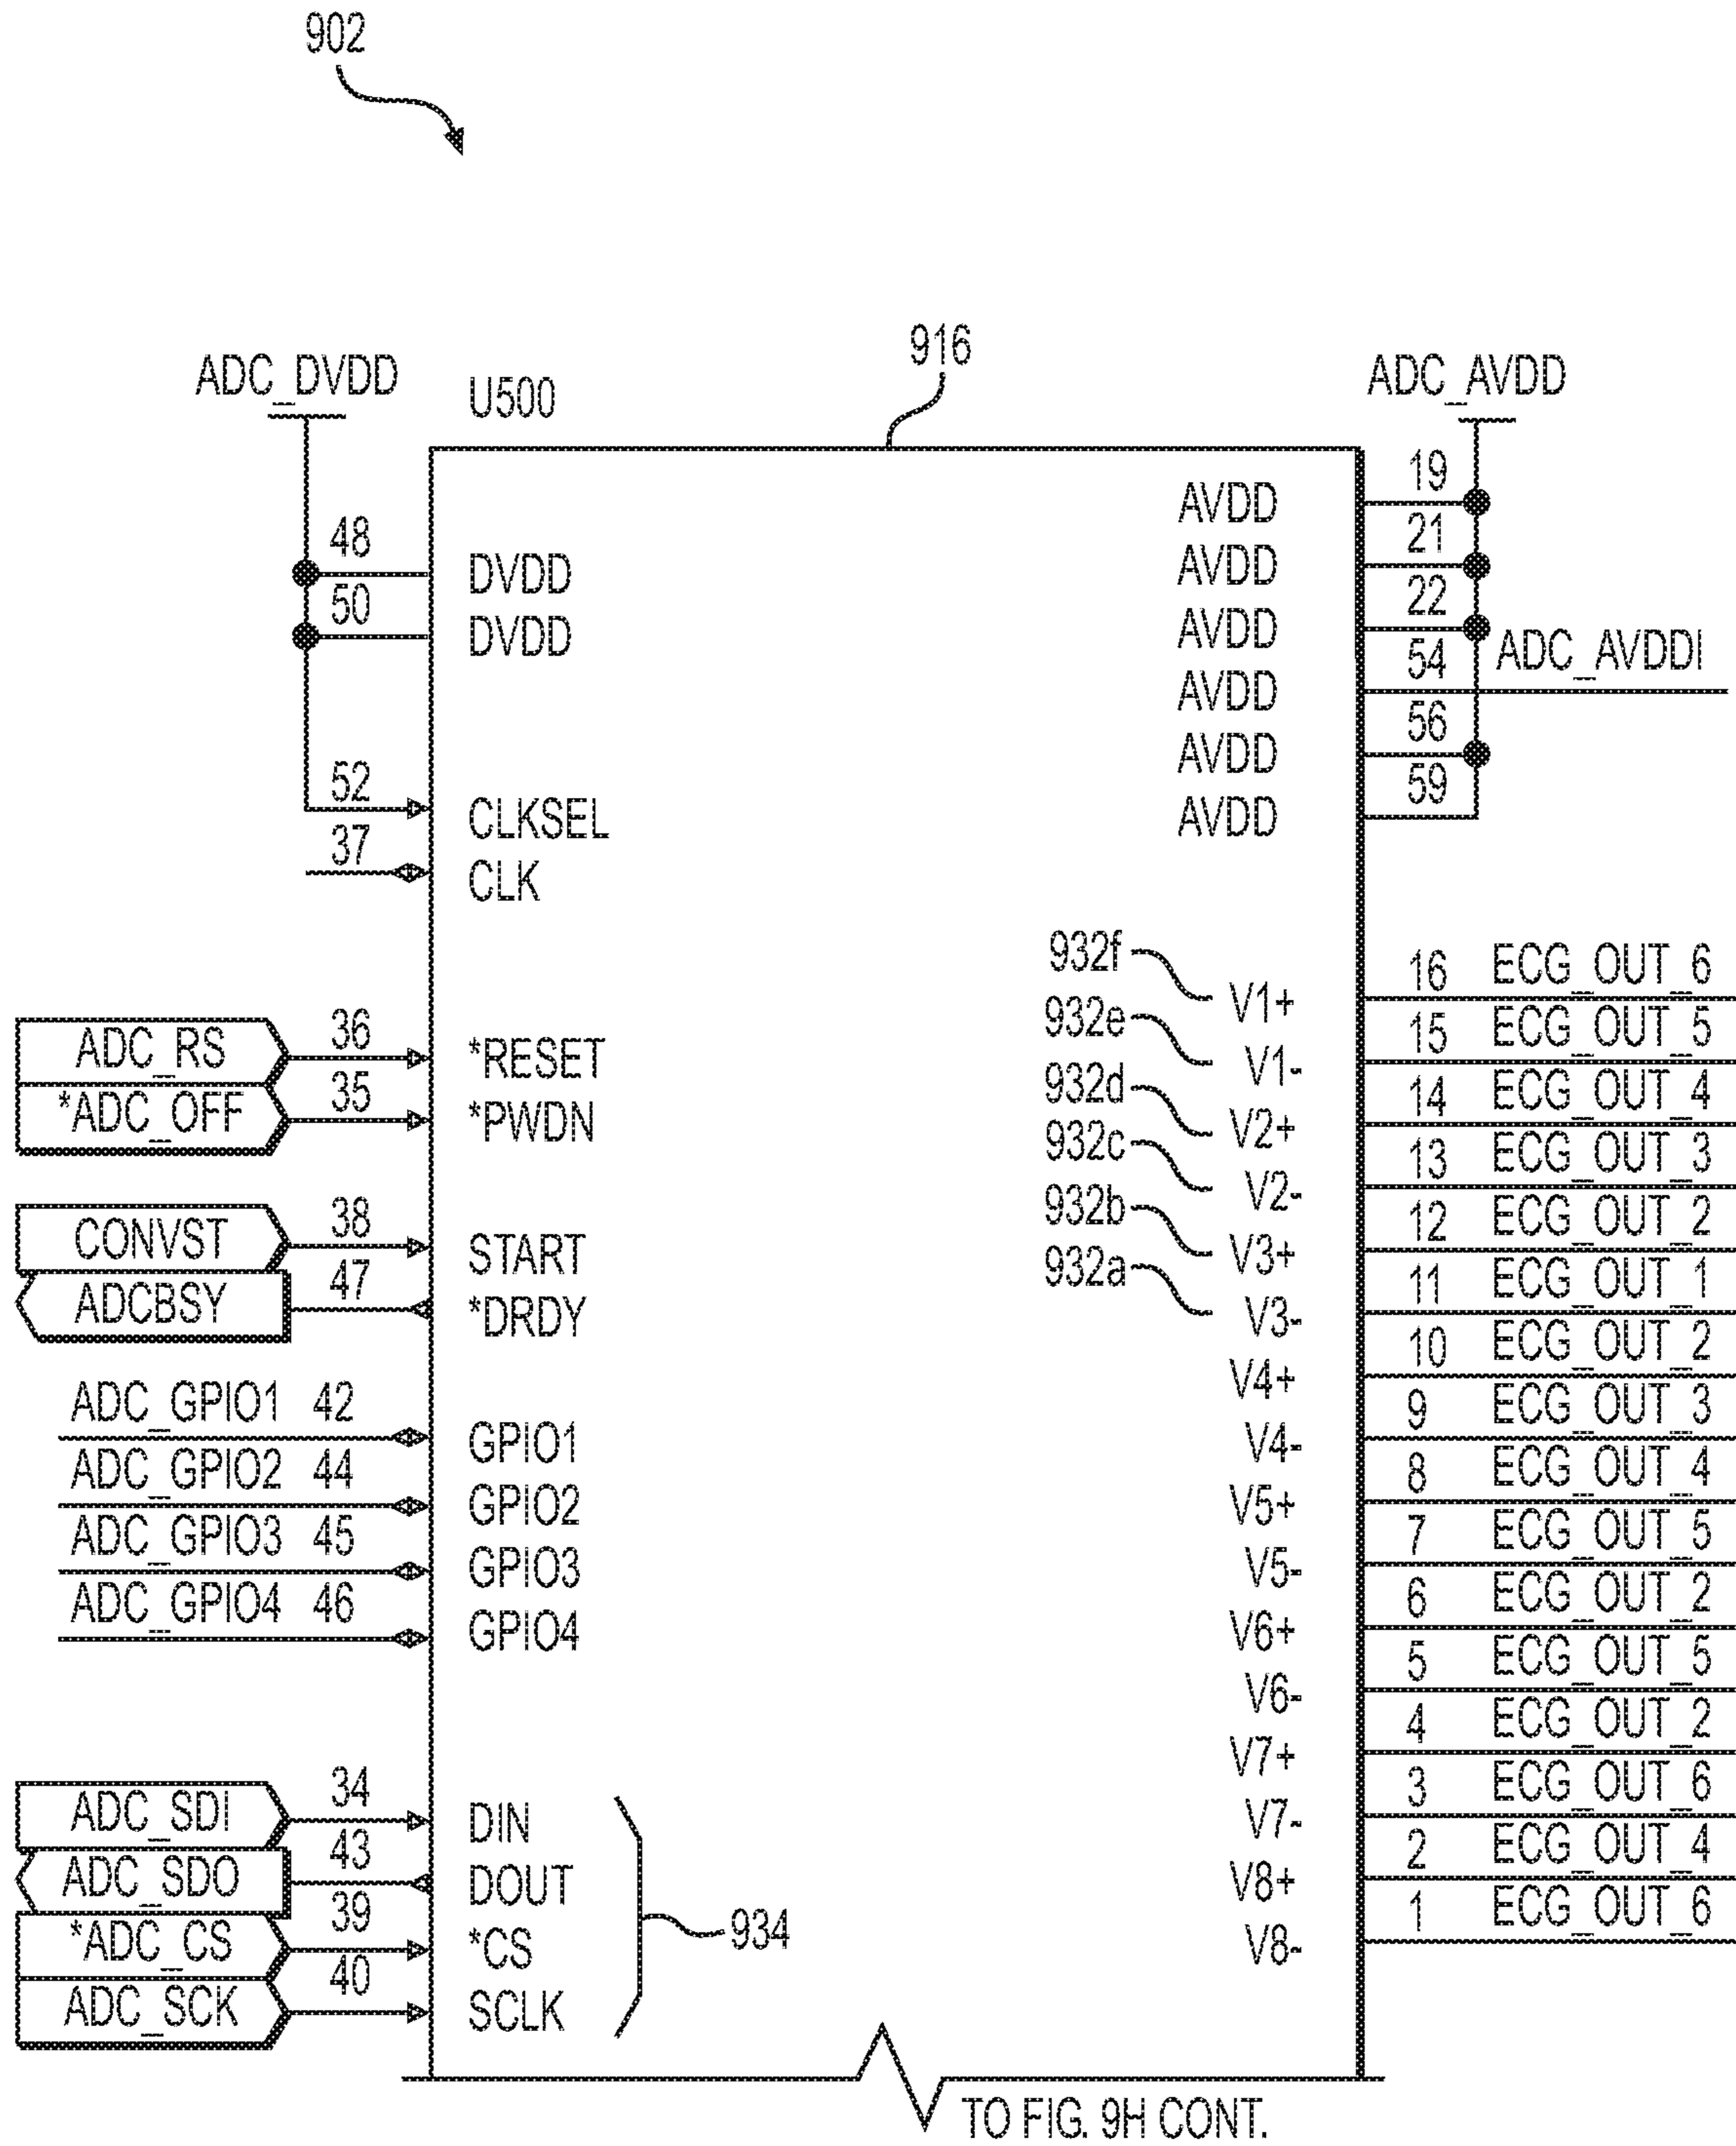 902
916
ADC_DVDD
U500
ADC_AVDD
48
DVDD
50
DVDD
52
CLKSEL
37
CLK
19
AVDD
21
AVDD
22
AVDD
54
AVDD
ADC_AVDDI
56
AVDD
59
AVDD
ADC_RS
36
*RESET
*ADC_OFF
35
*PWDN
CONVST
38
START
ADCBSY
47
*DRDY
ADC_GPIO1 42
GPIO1
ADC_GPIO2 44
GPIO2
ADC_GPIO3 45
GPIO3
ADC_GPIO4 46
GPIO4
ADC_SDI
34
DIN
ADC_SDO
43
DOUT
*ADC_CS
39
*CS
ADC_SCK
40
SCLK
934
932f
V1+
16 ECG_OUT_6
932e
V1-
15 ECG_OUT_5
932d
V2+
14 ECG_OUT_4
932c
V2-
13 ECG_OUT_3
932b
V3+
12 ECG_OUT_2
932a
V3-
11 ECG_OUT_1
V4+
10 ECG_OUT_2
V4-
9 ECG_OUT_3
V5+
8 ECG_OUT_4
V5-
7 ECG_OUT_5
V6+
6 ECG_OUT_2
V6-
5 ECG_OUT_5
V7+
4 ECG_OUT_2
V7-
3 ECG_OUT_6
V8+
2 ECG_OUT_4
V8-
1 ECG_OUT_6
TO FIG. 9H CONT.